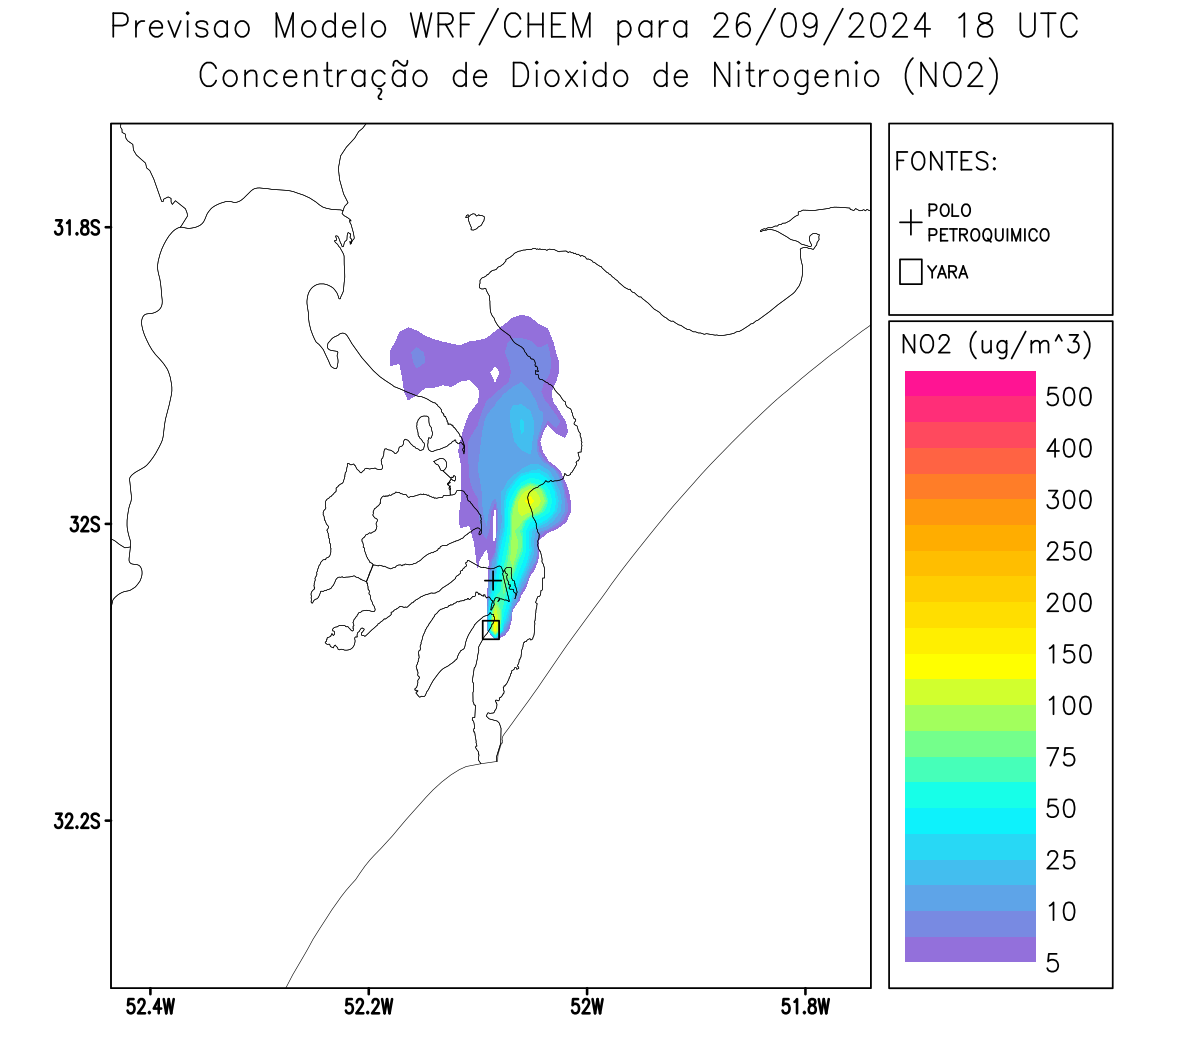 Previsao Modelo WRF/CHEM para 26/09/2024 18 UTC
Concentração de Dioxido de Nitrogenio (NO2)
FONTES:
POLO
PETROQUIMICO
YARA
NO2 (ug/m^3)
500
400
300
250
200
150
100
75
50
25
10
5
31.8S
32S
32.2S
52.4W
52.2W
52W
51.8W